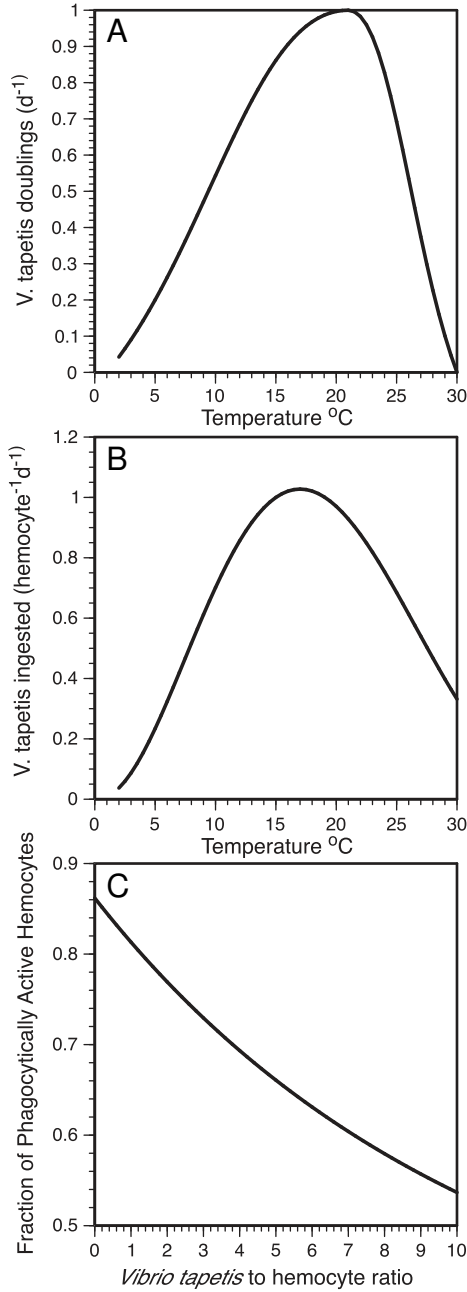 A
V. tapetis doublings (d-1)
1
0.9
0.8
0.7
0.6
0.5
0.4
0.3
0.2
0.1
0
0 5 10 15 20 25 30
Temperature oC
B
V. tapetis ingested (hemocyte-1d-1)
1.2
1
0.8
0.6
0.4
0.2
0
0 5 10 15 20 25 30
Temperature oC
C
Fraction of Phagocytically Active Hemocytes
0.9
0.8
0.7
0.6
0.5
0 1 2 3 4 5 6 7 8 9 10
Vibrio tapetis to hemocyte ratio